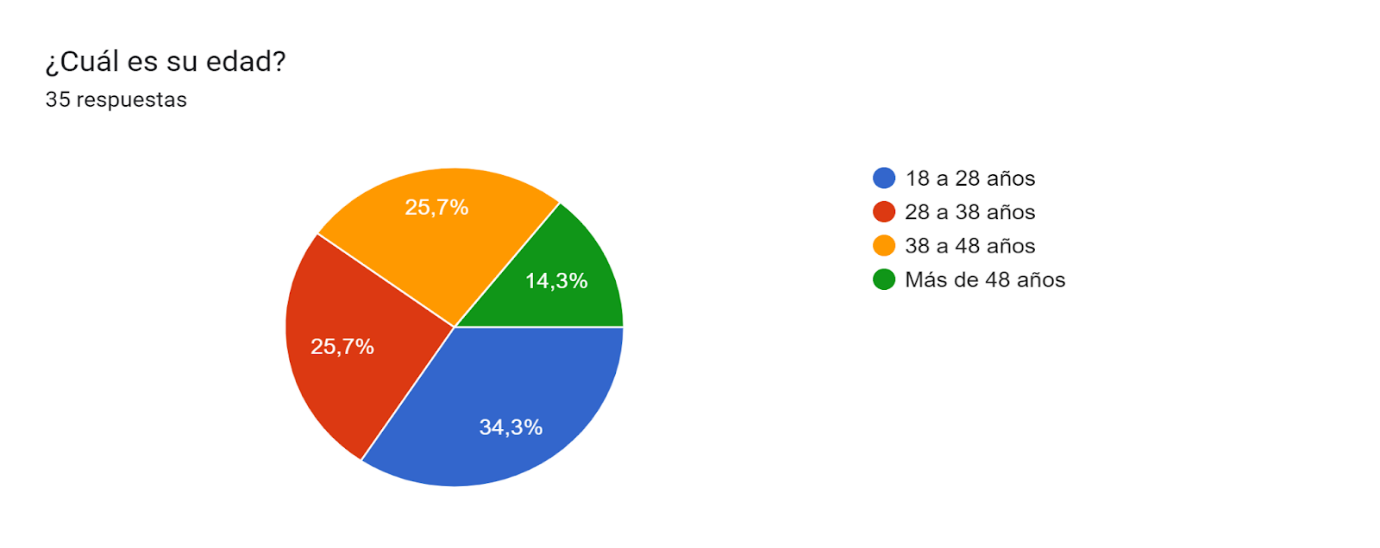 ¿Cuál es su edad?
35 respuestas
18 a 28 años
28 a 38 años
38 a 48 años
Más de 48 años
25,7%
14,3%
25,7%
34,3%